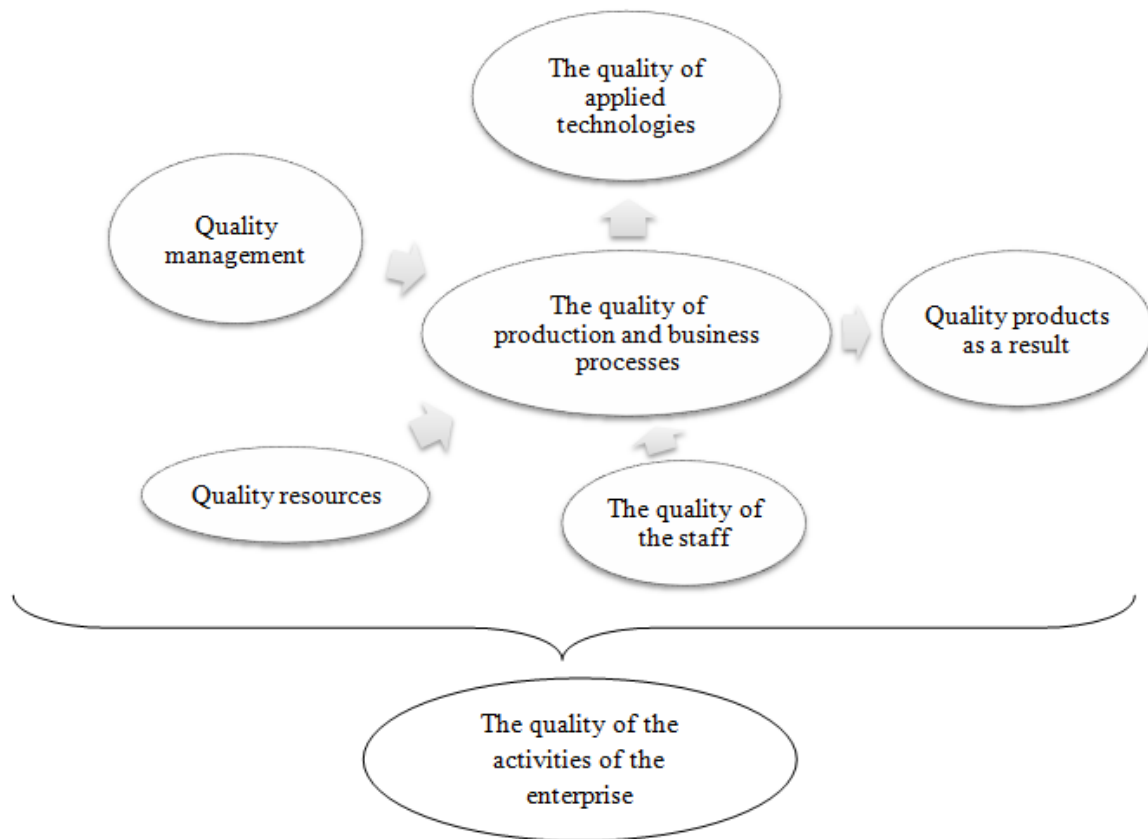 The quality of
applied
technologies
Quality
management
The quality of
production and business
processes
Quality products
as a result
Quality resources
The quality of
the staff
The quality of the
activities of the
enterprise